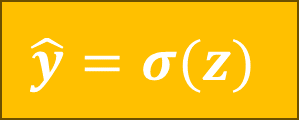 ŷ = σ(z)